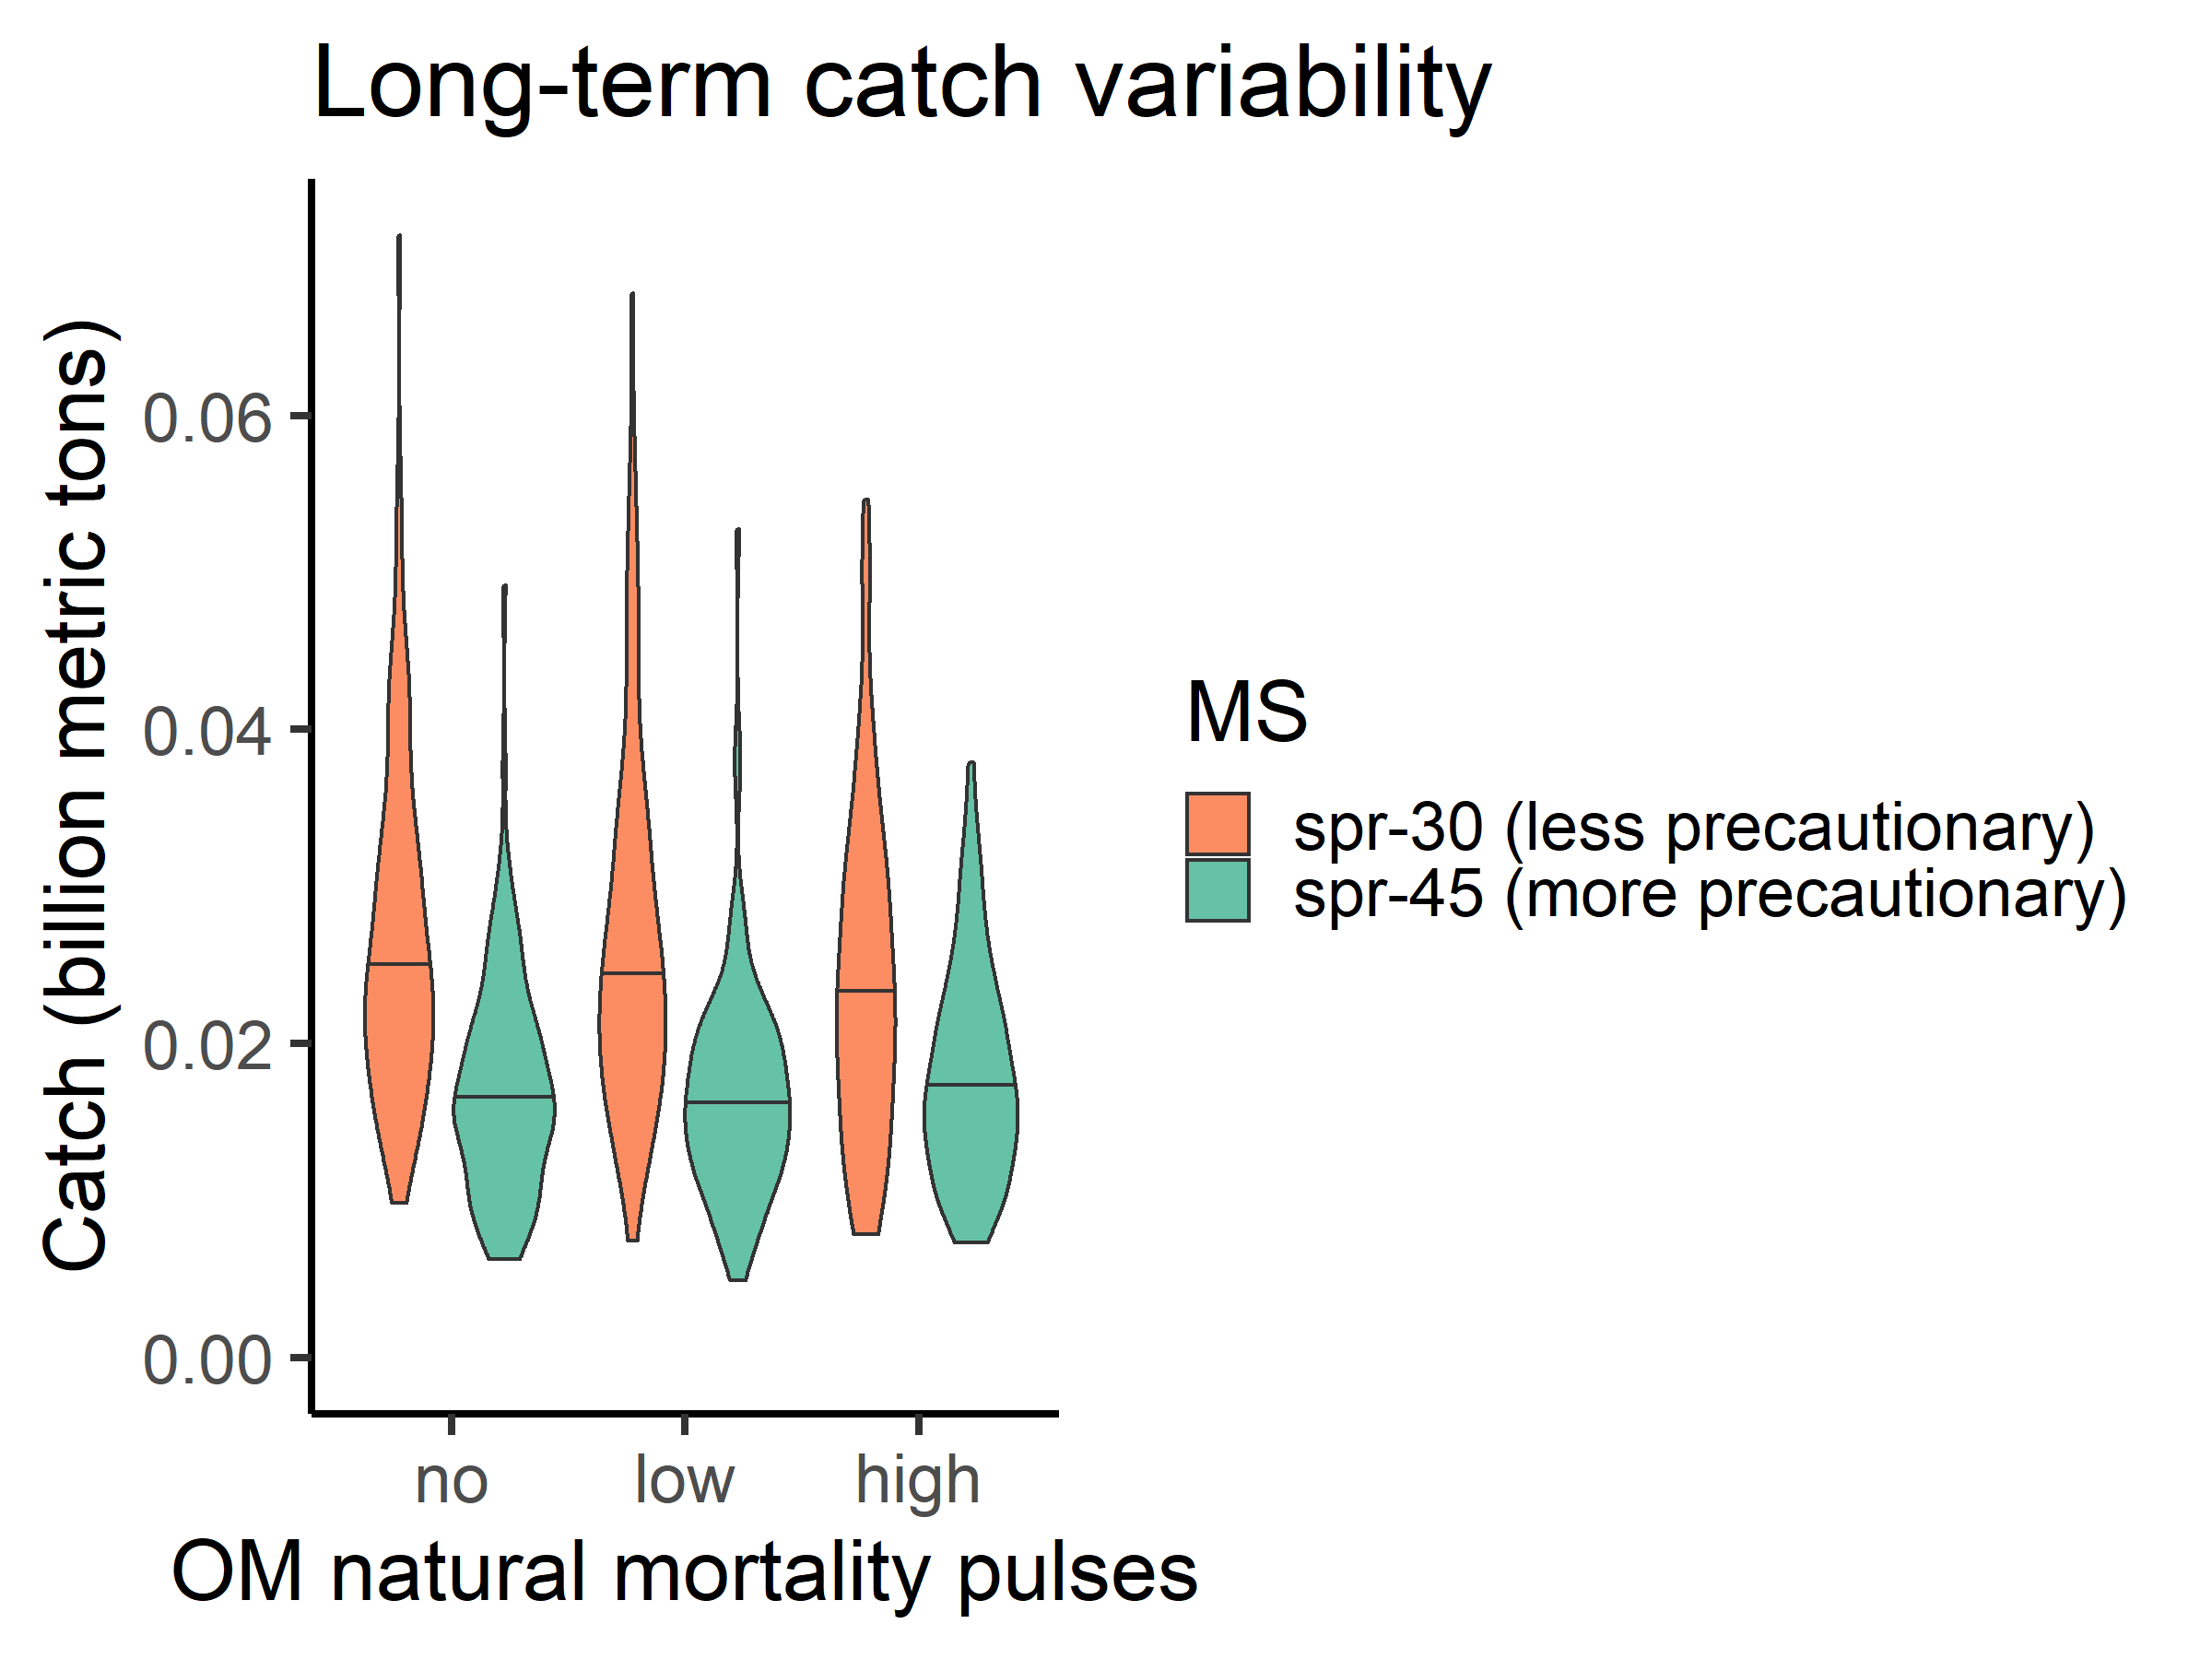 Long-term catch variability
Catch (billion metric tons)
0.06
0.04
0.02
0.00
no low high
OM natural mortality pulses
MS
spr-30 (less precautionary)
spr-45 (more precautionary)